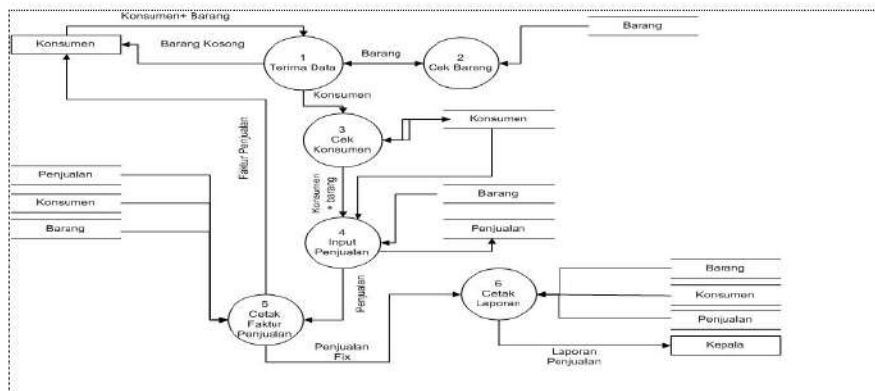 Konsumen+ Barang
Konsumen
Barang Kosong
1
Terima Data
Barang
2
Cek Barang
Barang
Konsumen
3
Cek
Konsumen
Konsumen
Faktur Penjualan
Penjualan
Konsumen
Barang
Konsumen
+ barang
4
Input
Penjualan
Barang
Penjualan
Penjualan
5
Cetak
Faktur
Penjualan
Penjualan
Fix
6
Cetak
Laporan
Barang
Konsumen
Penjualan
Kepala
Laporan
Penjualan